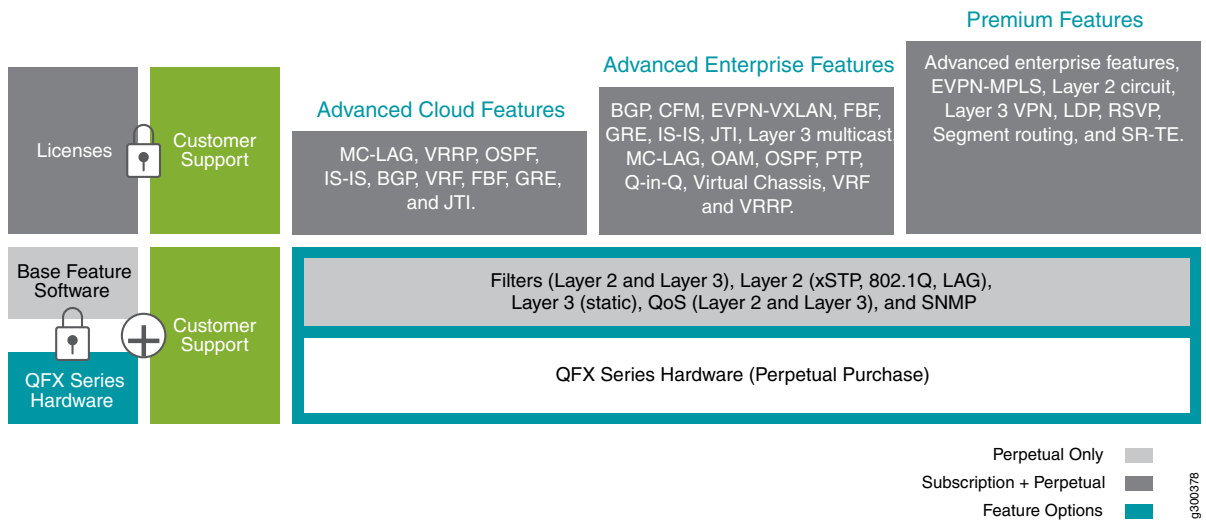 Premium Features
Advanced enterprise features,
EVPN-MPLS, Layer 2 circuit,
Layer 3 VPN, LDP, RSVP,
Segment routing, and SR-TE.
Advanced Enterprise Features
BGP, CFM, EVPN-VXLAN, FBF,
GRE, IS-IS, JTI, Layer 3 multicast
MC-LAG, OAM, OSPF, PTP,
Q-in-Q, Virtual Chassis, VRF
and VRRP.
Advanced Cloud Features
MC-LAG, VRRP, OSPF,
IS-IS, BGP, VRF, FBF, GRE,
and JTI.
Licenses
Customer
Support
Base Feature
Software
Customer
Support
QFX Series
Hardware
Filters (Layer 2 and Layer 3), Layer 2 (xSTP, 802.1Q, LAG),
Layer 3 (static), QoS (Layer 2 and Layer 3), and SNMP
QFX Series Hardware (Perpetual Purchase)
Perpetual Only
Subscription + Perpetual
Feature Options
g300378